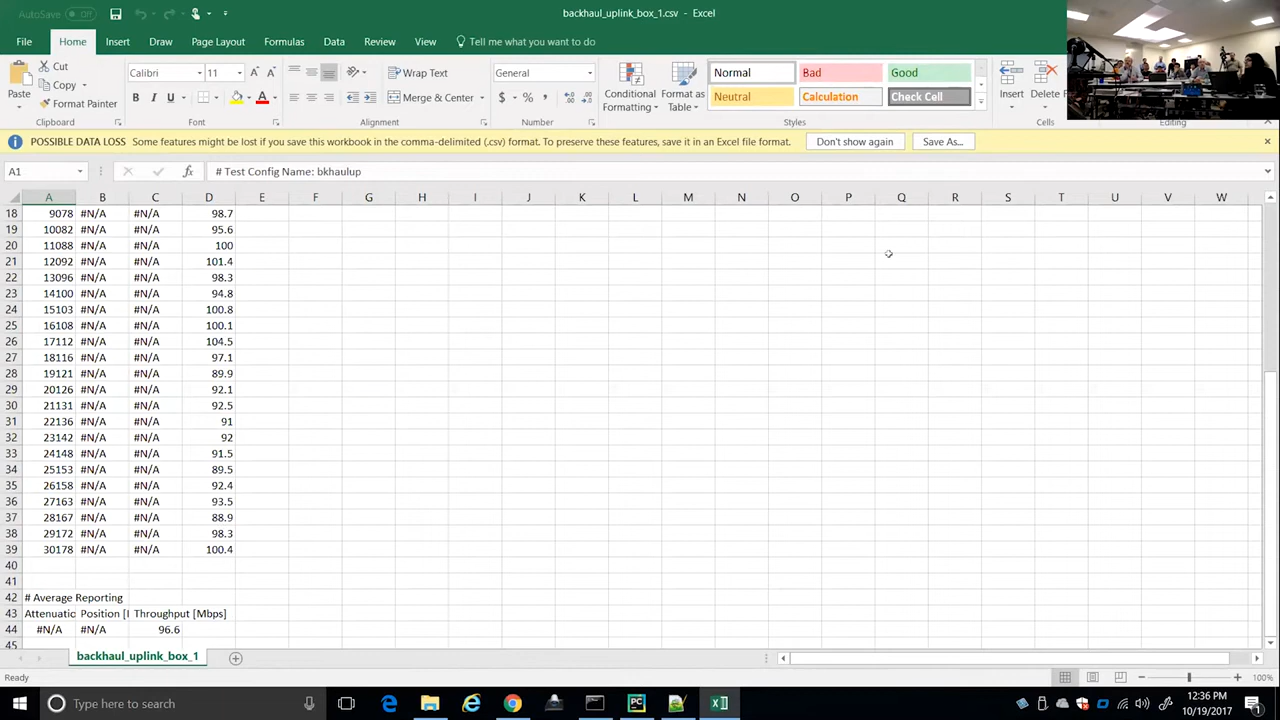 AutoSave Off
backhaul_uplink_box_1.csv - Excel
File Home Insert Draw Page Layout Formulas Data Review View Tell me what you want to do
Paste
Cut
Copy
Format Painter
Clipboard
Calibri 11
B I U
Font
Wrap Text
Merge & Center
Alignment
General
$ % ,
Number
Conditional Formatting
Format as Table
Normal Bad Good
Neutral Calculation Check Cell
Styles
Insert Delete
Cells
Editing
POSSIBLE DATA LOSS Some features might be lost if you save this workbook in the comma-delimited (.csv) format. To preserve these features, save it in an Excel file format. Don't show again Save As...
A1 fx # Test Config Name: bkhaulup
A B C D E F G H I J K L M N O P Q R S T U V W
18 9078 #N/A #N/A 98.7
19 10082 #N/A #N/A 95.6
20 11088 #N/A #N/A 100
21 12092 #N/A #N/A 101.4
22 13096 #N/A #N/A 98.3
23 14100 #N/A #N/A 94.8
24 15103 #N/A #N/A 100.8
25 16108 #N/A #N/A 100.1
26 17112 #N/A #N/A 104.5
27 18116 #N/A #N/A 97.1
28 19121 #N/A #N/A 89.9
29 20126 #N/A #N/A 92.1
30 21131 #N/A #N/A 92.5
31 22136 #N/A #N/A 91
32 23142 #N/A #N/A 92
33 24148 #N/A #N/A 91.5
34 25153 #N/A #N/A 89.5
35 26158 #N/A #N/A 92.4
36 27163 #N/A #N/A 93.5
37 28167 #N/A #N/A 88.9
38 29172 #N/A #N/A 98.3
39 30178 #N/A #N/A 100.4
40
41
42 # Average Reporting
43 Attenuatic Position [ Throughput [Mbps]
44 #N/A #N/A 96.6
45
backhaul_uplink_box_1
Ready
100%
Type here to search
12:36 PM
10/19/2017